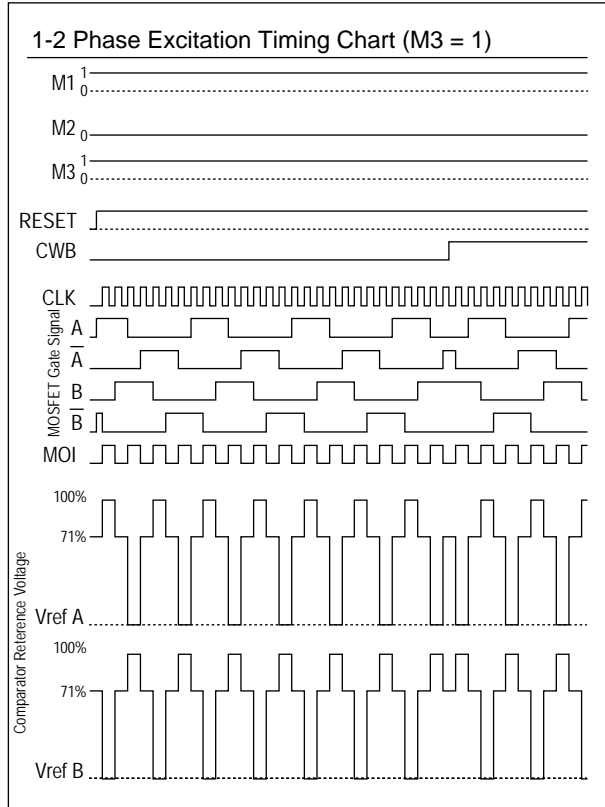 1-2 Phase Excitation Timing Chart (M3 = 1)
M1 1
0
M2 0
M3 1
0
RESET
CWB
CLK
MOSFET Gate Signal
A
A̅
B
B̅
MOI
Comparator Reterence Voltage
100%
71%
Vref A
100%
71%
Vref B